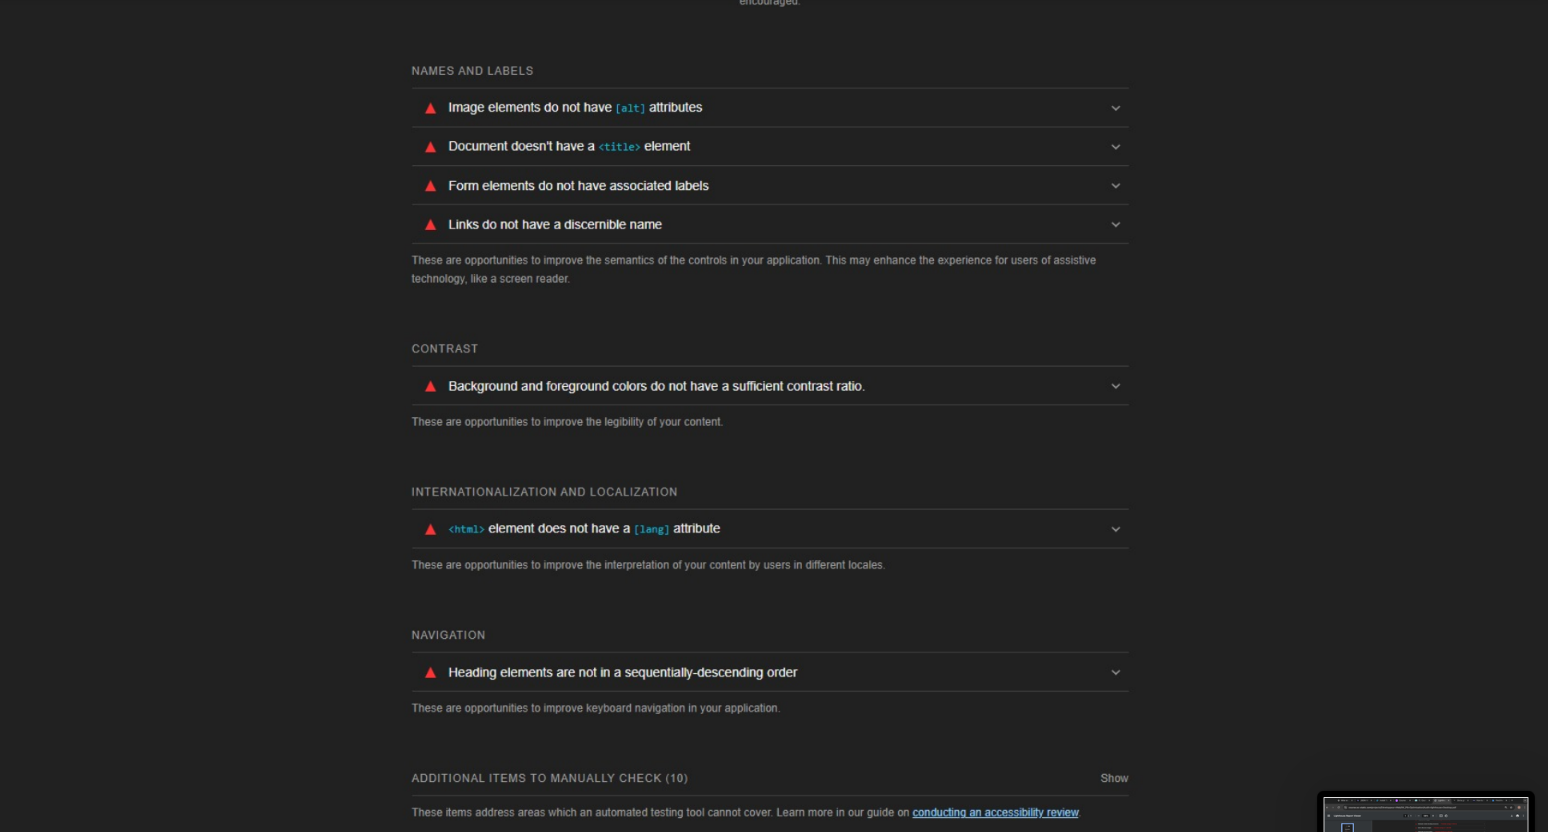 encouraged.
NAMES AND LABELS
Image elements do not have [alt] attributes
Document doesn't have a <title> element
Form elements do not have associated labels
Links do not have a discernible name
These are opportunities to improve the semantics of the controls in your application. This may enhance the experience for users of assistive
technology, like a screen reader.
CONTRAST
Background and foreground colors do not have a sufficient contrast ratio.
These are opportunities to improve the legibility of your content.
INTERNATIONALIZATION AND LOCALIZATION
<html> element does not have a [lang] attribute
These are opportunities to improve the interpretation of your content by users in different locales.
NAVIGATION
Heading elements are not in a sequentially-descending order
These are opportunities to improve keyboard navigation in your application.
ADDITIONAL ITEMS TO MANUALLY CHECK (10) Show
These items address areas which an automated testing tool cannot cover. Learn more in our guide on conducting an accessibility review.